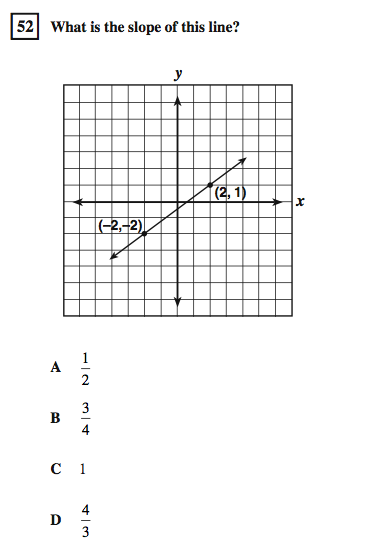 52 What is the slope of this line?
y
(2, 1)
x
(–2,–2)
A 1/2
B 3/4
C 1
D 4/3